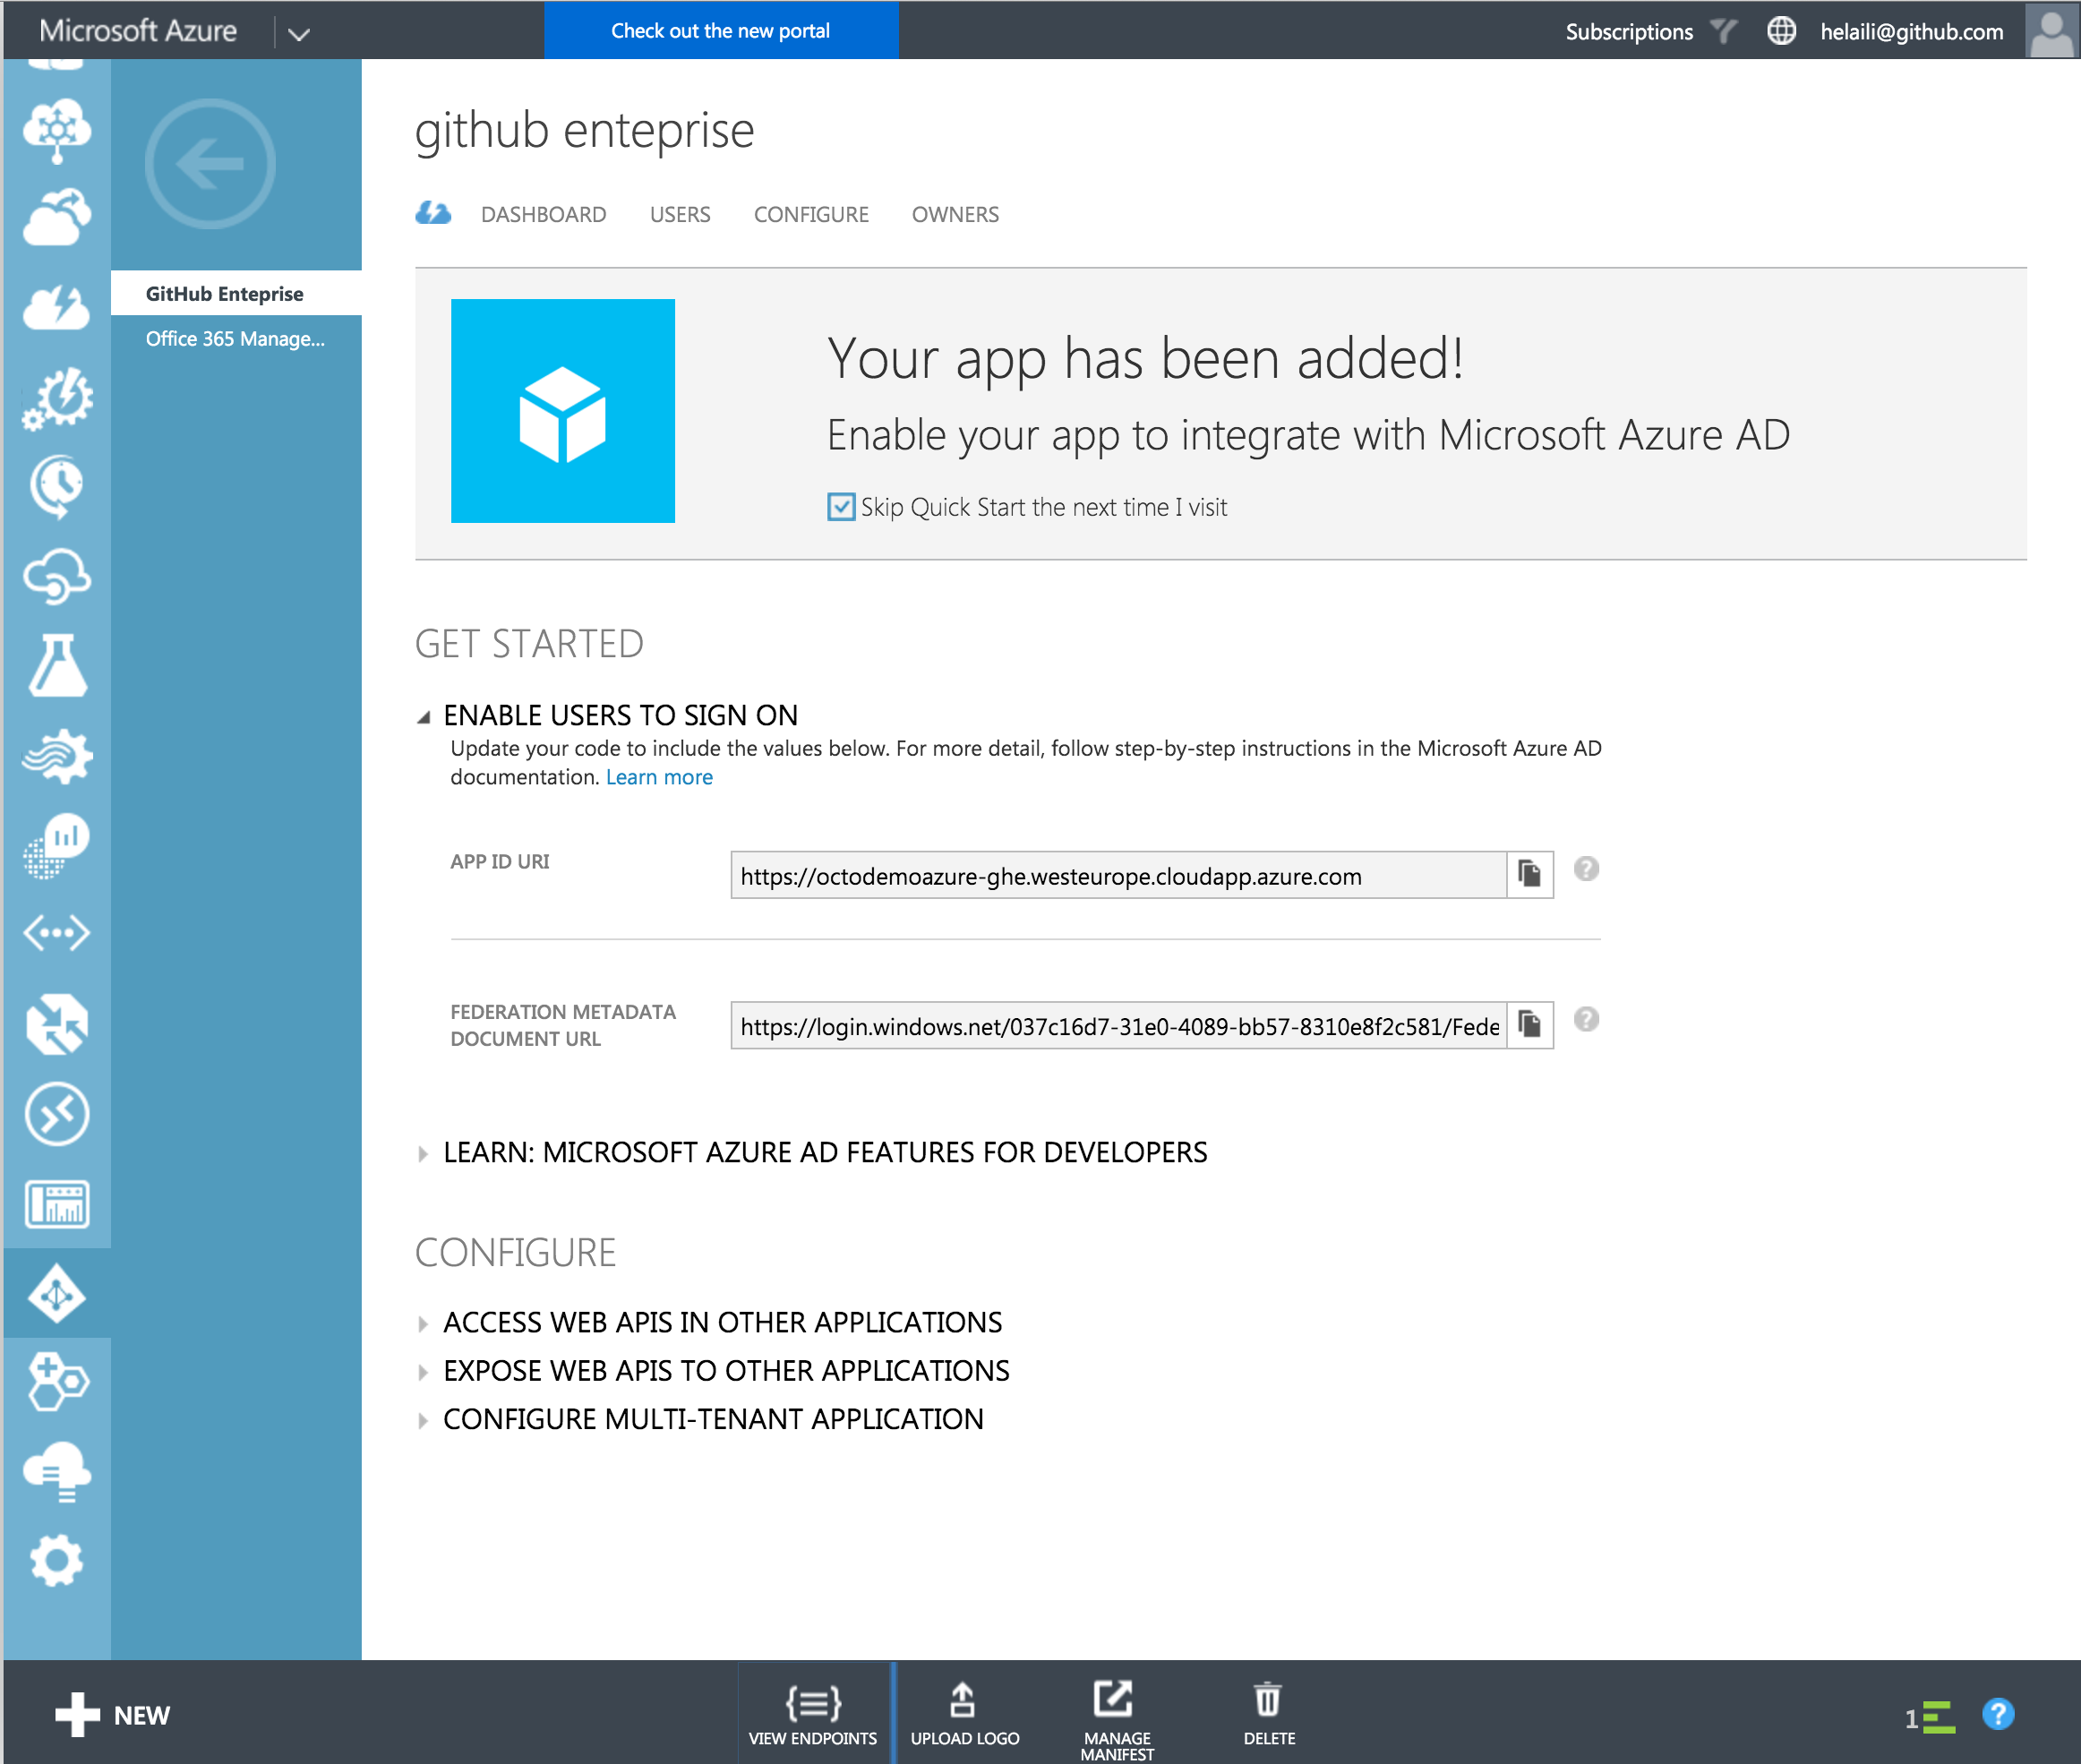 Microsoft Azure
Check out the new portal
Subscriptions
helaili@github.com
GitHub Enteprise
Office 365 Manage...
github enteprise
DASHBOARD USERS CONFIGURE OWNERS
Your app has been added!
Enable your app to integrate with Microsoft Azure AD
Skip Quick Start the next time I visit
GET STARTED
ENABLE USERS TO SIGN ON
Update your code to include the values below. For more detail, follow step-by-step instructions in the Microsoft Azure AD
documentation. Learn more
APP ID URI
https://octodemoazure-ghe.westeurope.cloudapp.azure.com
?
FEDERATION METADATA
DOCUMENT URL
https://login.windows.net/037c16d7-31e0-4089-bb57-8310e8f2c581/Fede
?
LEARN: MICROSOFT AZURE AD FEATURES FOR DEVELOPERS
CONFIGURE
ACCESS WEB APIS IN OTHER APPLICATIONS
EXPOSE WEB APIS TO OTHER APPLICATIONS
CONFIGURE MULTI-TENANT APPLICATION
NEW
VIEW ENDPOINTS
UPLOAD LOGO
MANAGE
MANIFEST
DELETE
1
?